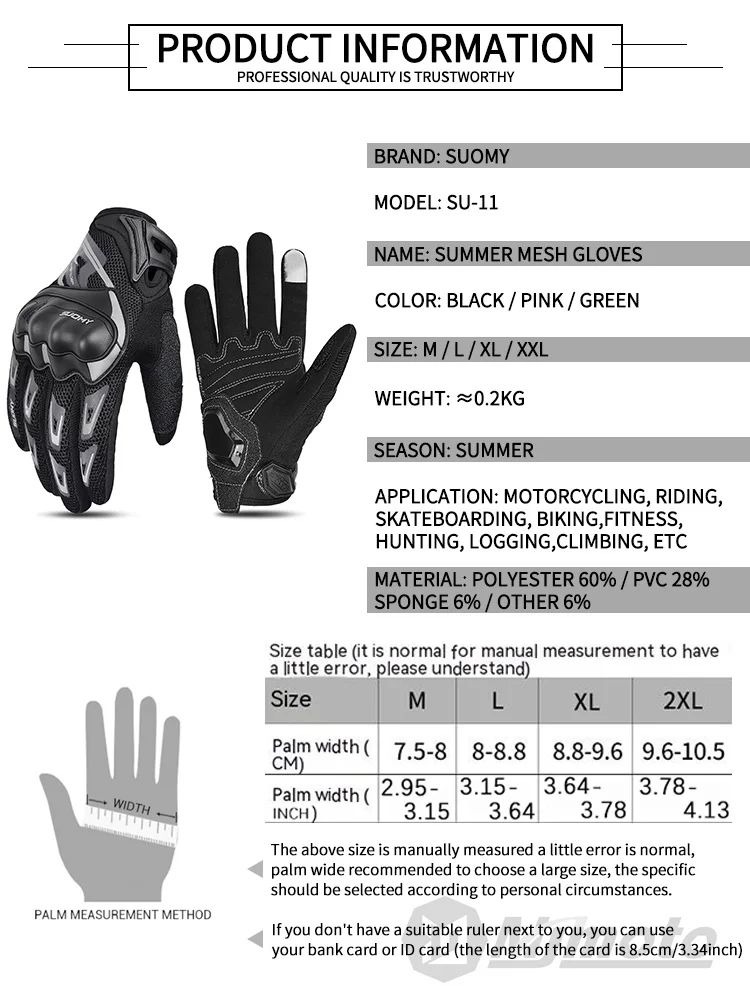 PRODUCT INFORMATION
PROFESSIONAL QUALITY IS TRUSTWORTHY
BRAND: SUOMY
MODEL: SU-11
NAME: SUMMER MESH GLOVES
COLOR: BLACK / PINK / GREEN
SIZE: M / L / XL / XXL
WEIGHT: ≈0.2KG
SEASON: SUMMER
APPLICATION: MOTORCYCLING, RIDING,
SKATEBOARDING, BIKING,FITNESS,
HUNTING, LOGGING,CLIMBING, ETC
MATERIAL: POLYESTER 60% / PVC 28%
SPONGE 6% / OTHER 6%
SUOMY
Size table (it is normal for manual measurement to have
a little error, please understand)
Size M L XL 2XL
Palm width (
CM) 7.5-8 8-8.8 8.8-9.6 9.6-10.5
Palm width (
INCH) 2.95-
3.15 3.15-
3.64 3.64-
3.78 3.78-
4.13
WIDTH
PALM MEASUREMENT METHOD
The above size is manually measured a little error is normal,
palm wide recommended to choose a large size, the specific
should be selected according to personal circumstances.
If you don't have a suitable ruler next to you, you can use
your bank card or ID card (the length of the card is 8.5cm/3.34inch)